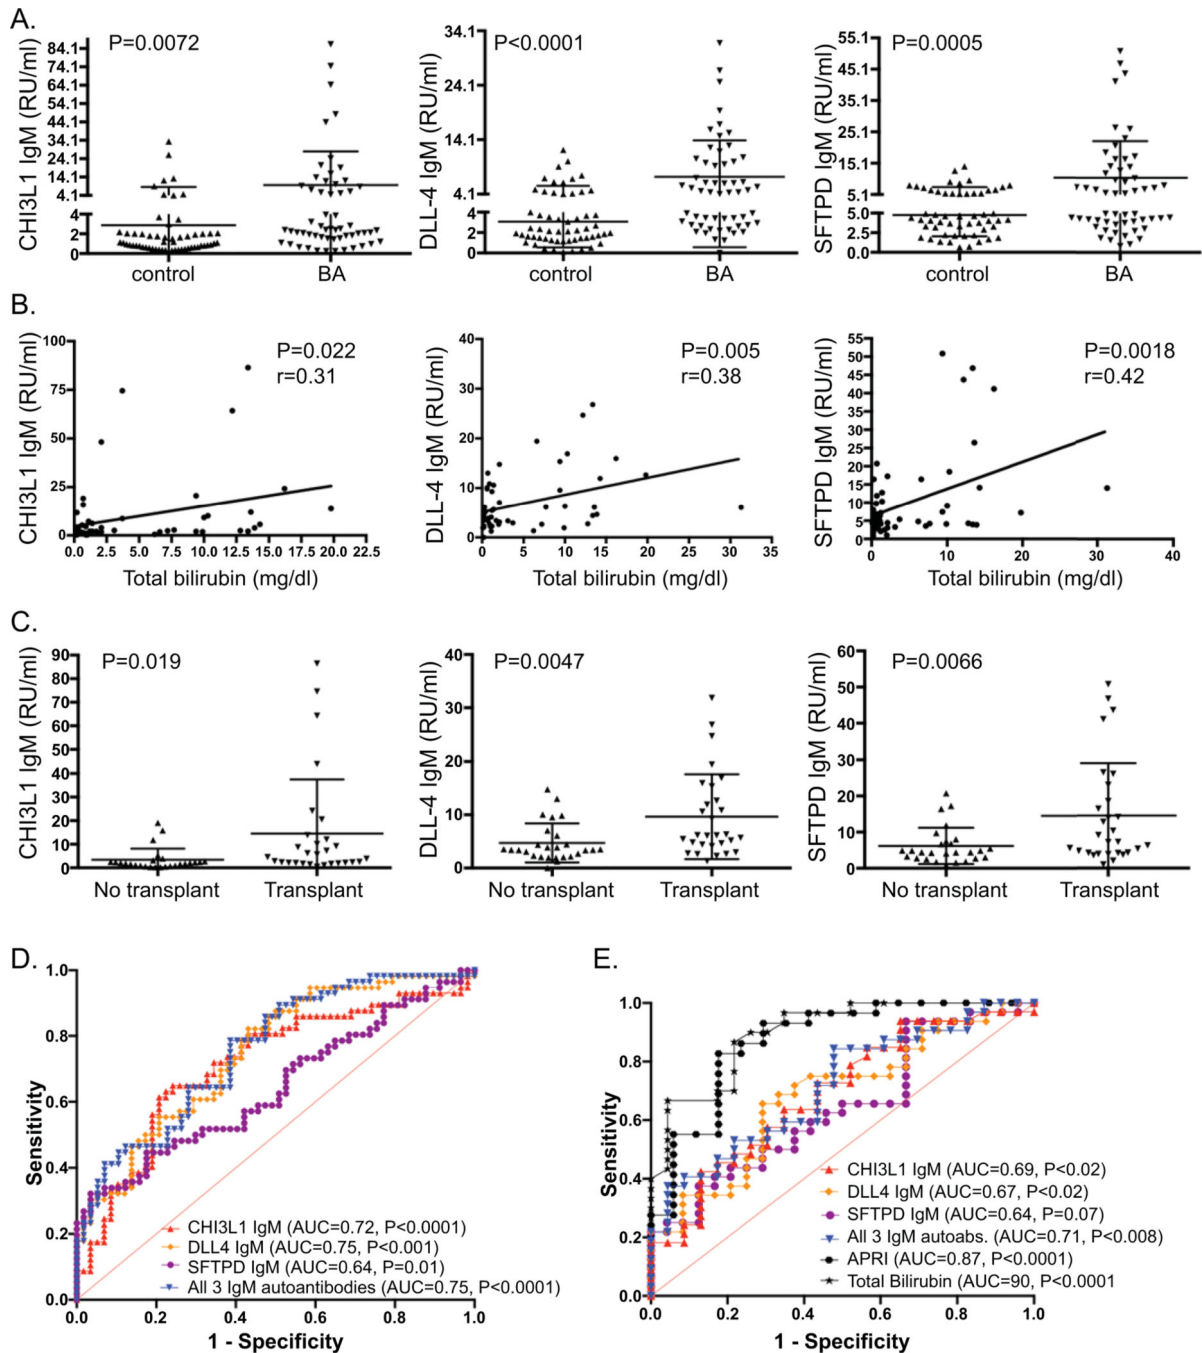 A.
P=0.0072
P<0.0001
P=0.0005
CHI3L1 IgM (RU/ml)
84.1
74.1
64.1
54.1
44.1
34.1
24.1
14.1
4.1
4
2
0
control
BA
DLL-4 IgM (RU/ml)
34.1
24.1
14.1
4.1
4
2
0
control
BA
SFTPD IgM (RU/ml)
55.1
45.1
35.1
25.1
15.1
5.1
5.0
2.5
0.0
control
BA
B.
P=0.022
r=0.31
CHI3L1 IgM (RU/ml)
100
75
50
25
0
0.0 2.5 5.0 7.5 10.0 12.5 15.0 17.5 20.0 22.5
Total bilirubin (mg/dl)
P=0.005
r=0.38
DLL-4 IgM (RU/ml)
40
30
20
10
0
0 5 10 15 20 25 30 35
Total bilirubin (mg/dl)
P=0.0018
r=0.42
SFTPD IgM (RU/ml)
55
50
45
40
35
30
25
20
15
10
5
0
0 10 20 30 40
Total bilirubin (mg/dl)
C.
P=0.019
CHI3L1 IgM (RU/ml)
90
80
70
60
50
40
30
20
10
0
No transplant
Transplant
P=0.0047
DLL-4 IgM (RU/ml)
40
30
20
10
0
No transplant
Transplant
P=0.0066
SFTPD IgM (RU/ml)
60
50
40
30
20
10
0
No transplant
Transplant
D.
Sensitivity
1.0
0.8
0.6
0.4
0.2
0.0
CHI3L1 IgM (AUC=0.72, P<0.0001)
DLL4 IgM (AUC=0.75, P<0.001)
SFTPD IgM (AUC=0.64, P=0.01)
All 3 IgM autoantibodies (AUC=0.75, P<0.0001)
0.0 0.2 0.4 0.6 0.8 1.0
1 - Specificity
E.
Sensitivity
1.0
0.8
0.6
0.4
0.2
0.0
CHI3L1 IgM (AUC=0.69, P<0.02)
DLL4 IgM (AUC=0.67, P<0.02)
SFTPD IgM (AUC=0.64, P=0.07)
All 3 IgM autoabs. (AUC=0.71, P<0.008)
APRI (AUC=0.87, P<0.0001)
Total Bilirubin (AUC=90, P<0.0001
0.0 0.2 0.4 0.6 0.8 1.0
1 - Specificity